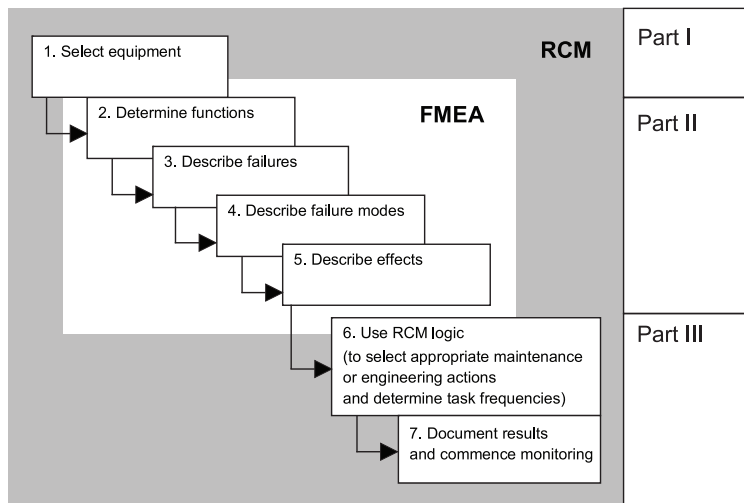 1. Select equipment
RCM
Part I
2. Determine functions
FMEA
Part II
3. Describe failures
4. Describe failure modes
5. Describe effects
6. Use RCM logic
(to select appropriate maintenance
or engineering actions
and determine task frequencies)
Part III
7. Document results
and commence monitoring